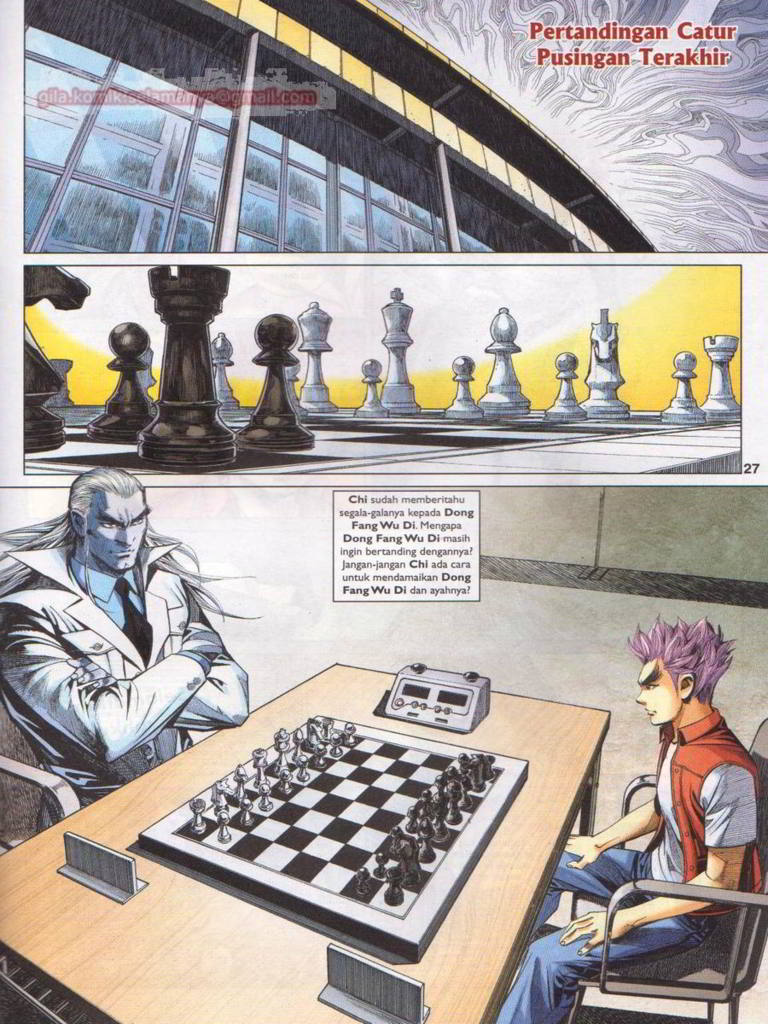 Pertandingan Catur
Pusingan Terakhir
gila.komik.selamanya@gmail.com
27
Chi sudah memberitahu
segala-galanya kepada Dong
Fang Wu Di. Mengapa
Dong Fang Wu Di masih
ingin bertanding dengannya?
Jangan-jangan Chi ada cara
untuk mendamaikan Dong
Fang Wu Di dan ayahnya?